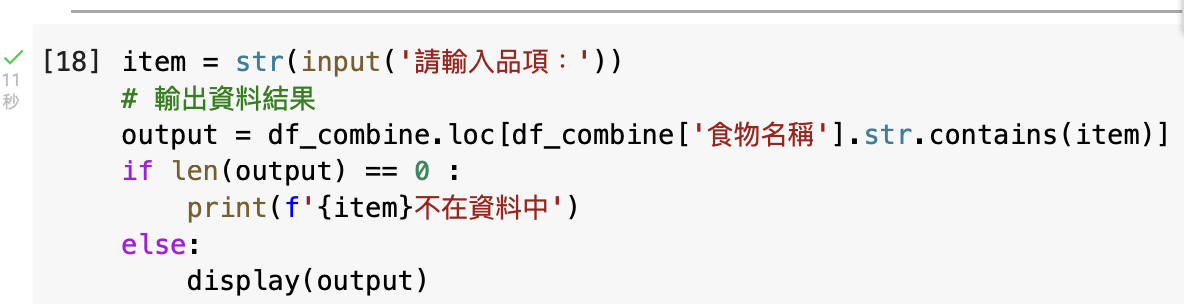 [18] item = str(input('請輸入品項：'))
11
秒
# 輸出資料結果
output = df_combine.loc[df_combine['食物名稱'].str.contains(item)]
if len(output) == 0 :
    print(f'{item}不在資料中')
else:
    display(output)